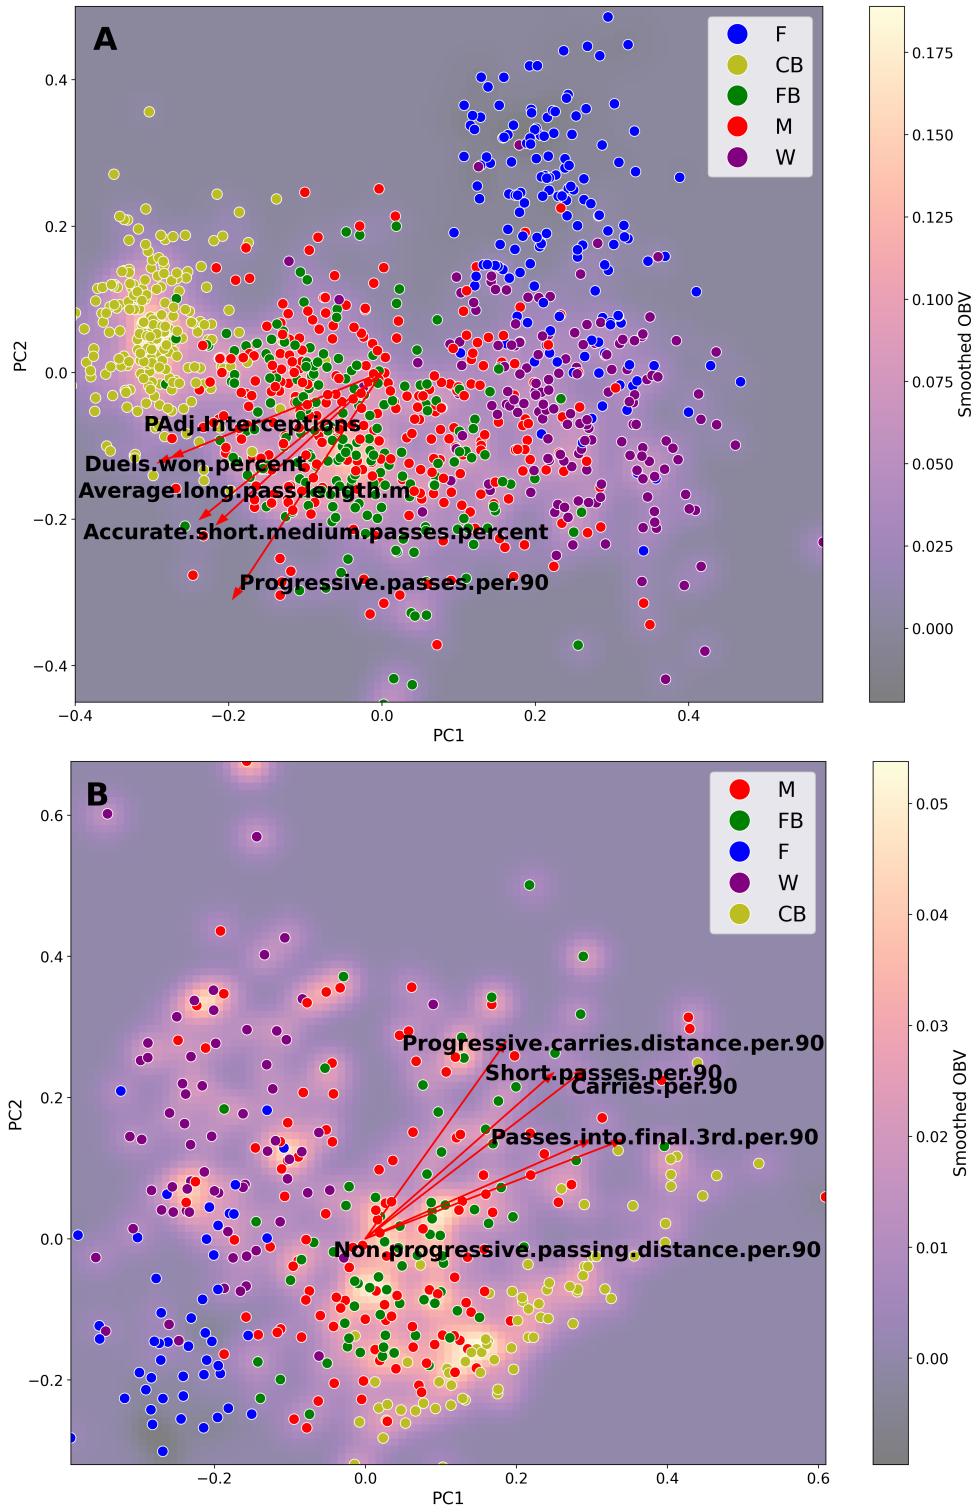 A
F
CB
FB
M
W
PAdj.Interceptions
Duels.won.percent
Average.long.pass.length.m
Accurate.short.medium.passes.percent
Progressive.passes.per.90
PC2
0.4
0.2
0.0
−0.2
−0.4
−0.4
−0.2
0.0
0.2
0.4
PC1
0.175
0.150
0.125
0.100
0.075
0.050
0.025
0.000
Smoothed OBV
B
M
FB
F
W
CB
Progressive.carries.distance.per.90
Short.passes.per.90
Carries.per.90
Passes.into.final.3rd.per.90
Non.progressive.passing.distance.per.90
PC2
0.6
0.4
0.2
0.0
−0.2
−0.2
0.0
0.2
0.4
0.6
PC1
0.05
0.04
0.03
0.02
0.01
0.00
Smoothed OBV